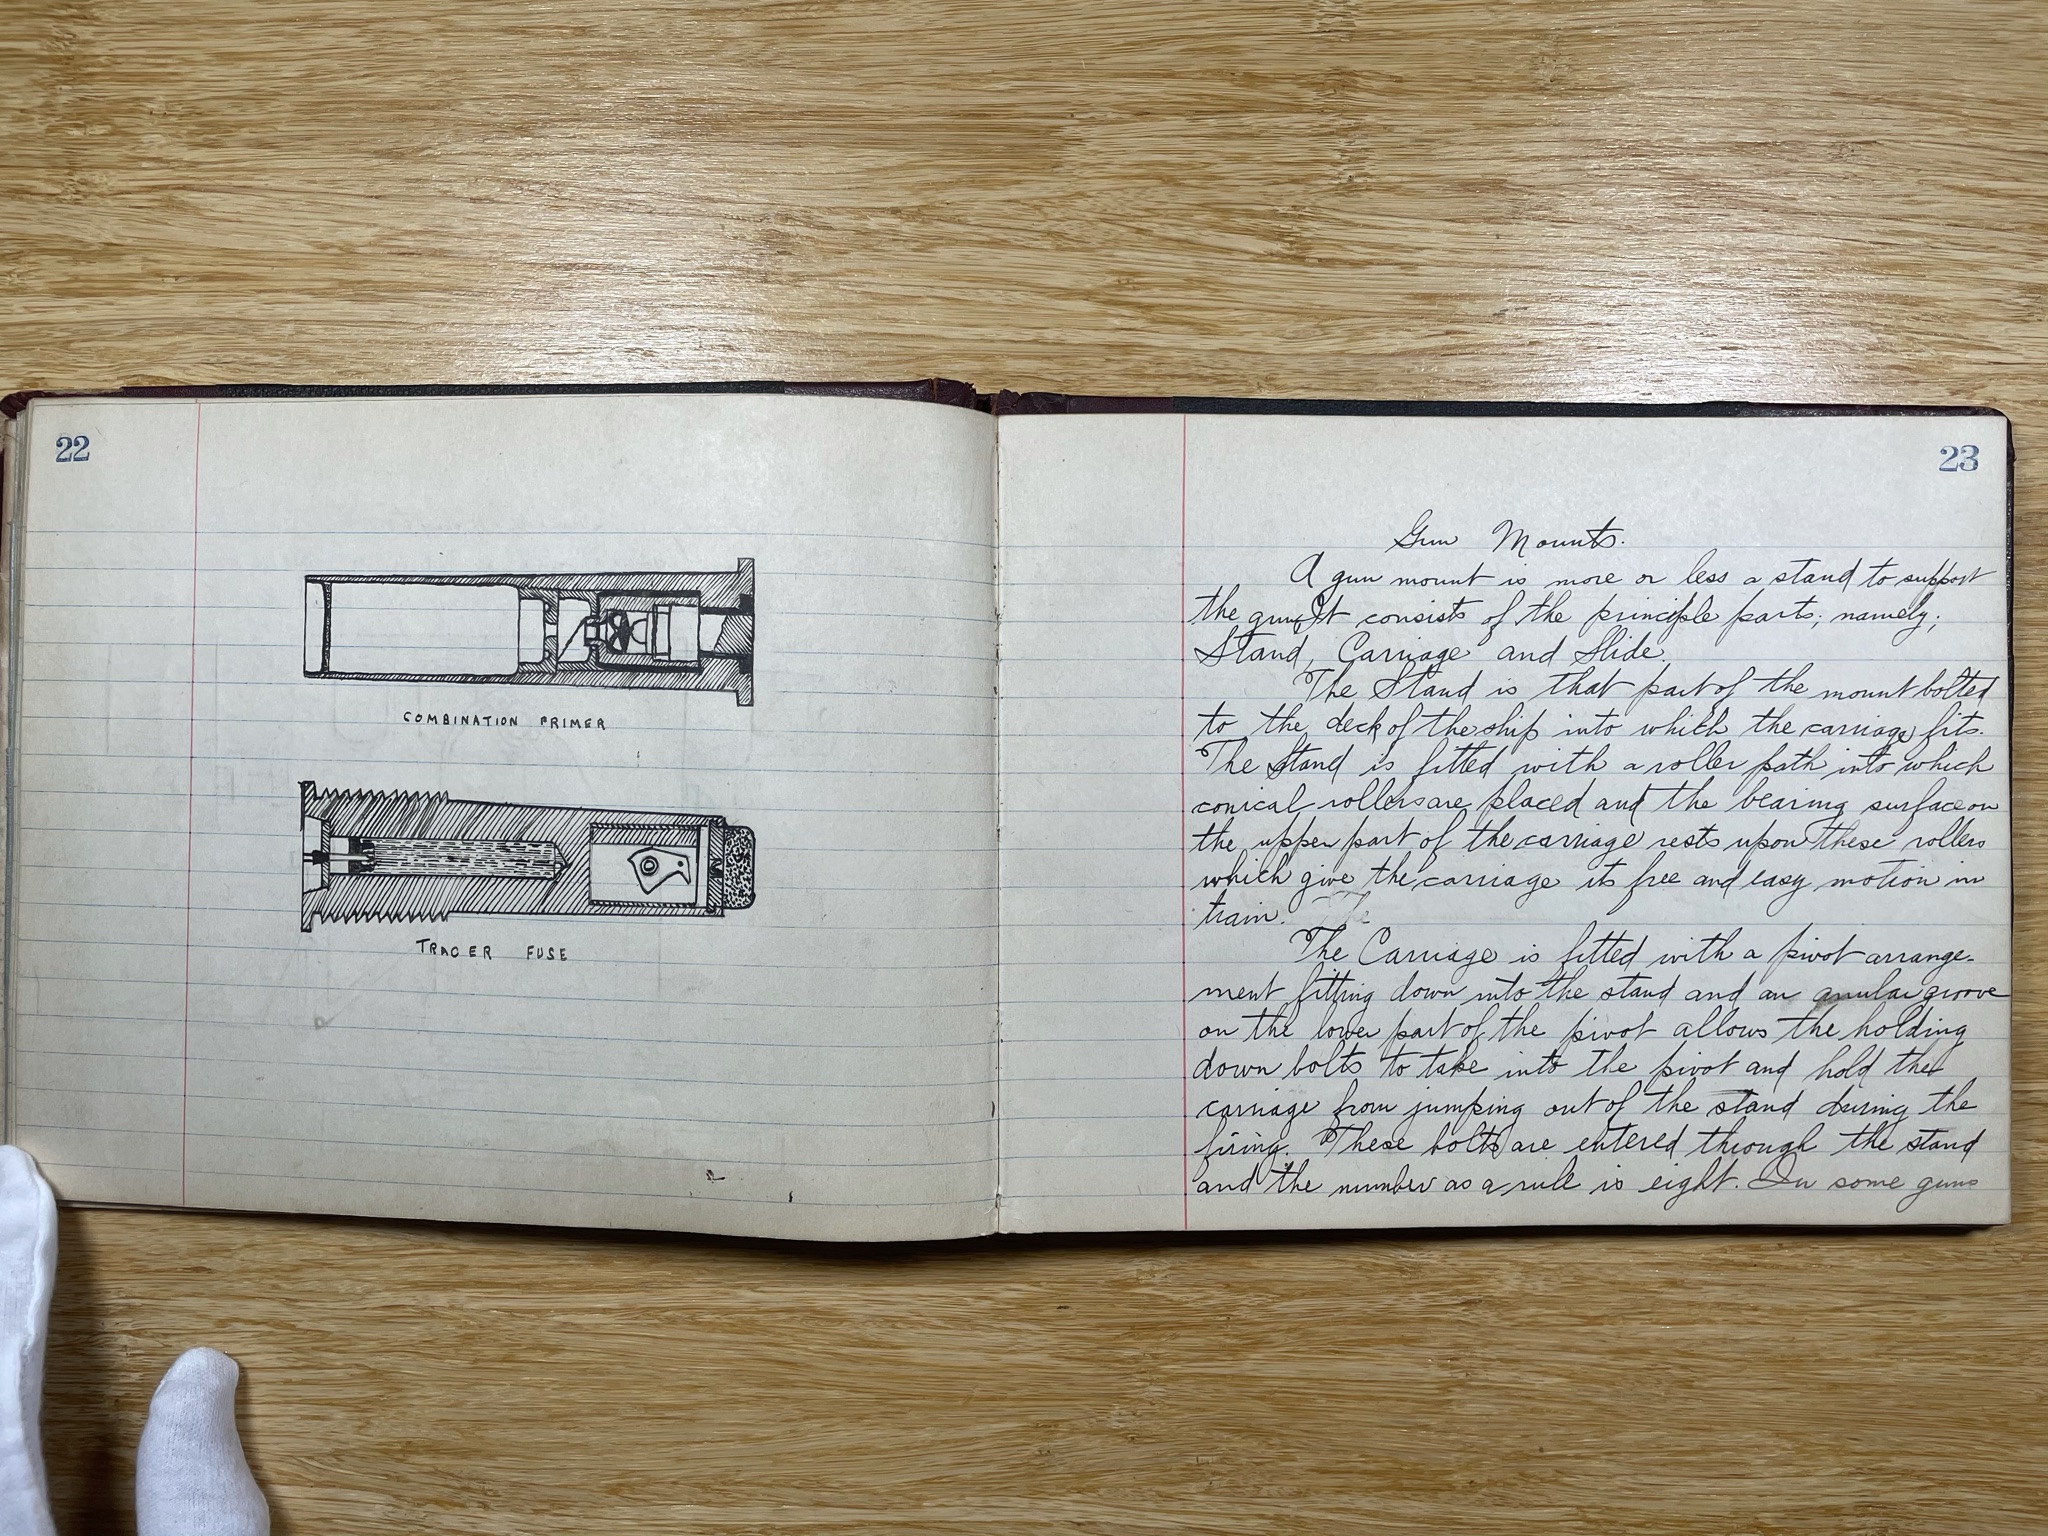 22
COMBINATION PRIMER
TRACER FUSE
23
Gun Mounts.
A gun mount is more or less a stand to support
the gun. It consists of the principle parts; namely;
Stand, Carriage and Slide.
The Stand is that part of the mount bolted
to the deck of the ship into which the carriage fits.
The Stand is fitted with a roller path into which
conical rollers are placed and the bearing surface on
the upper part of the carriage rests upon these rollers
which give the carriage its free and easy motion in
train. The
The Carriage is fitted with a pivot arrange-
ment fitting down into the stand and an anular groove
on the lower part of the pivot allows the holding
down bolts to take into the pivot and hold the
carriage from jumping out of the stand during the
firing. These bolts are entered through the stand
and the number as a rule is eight. In some guns